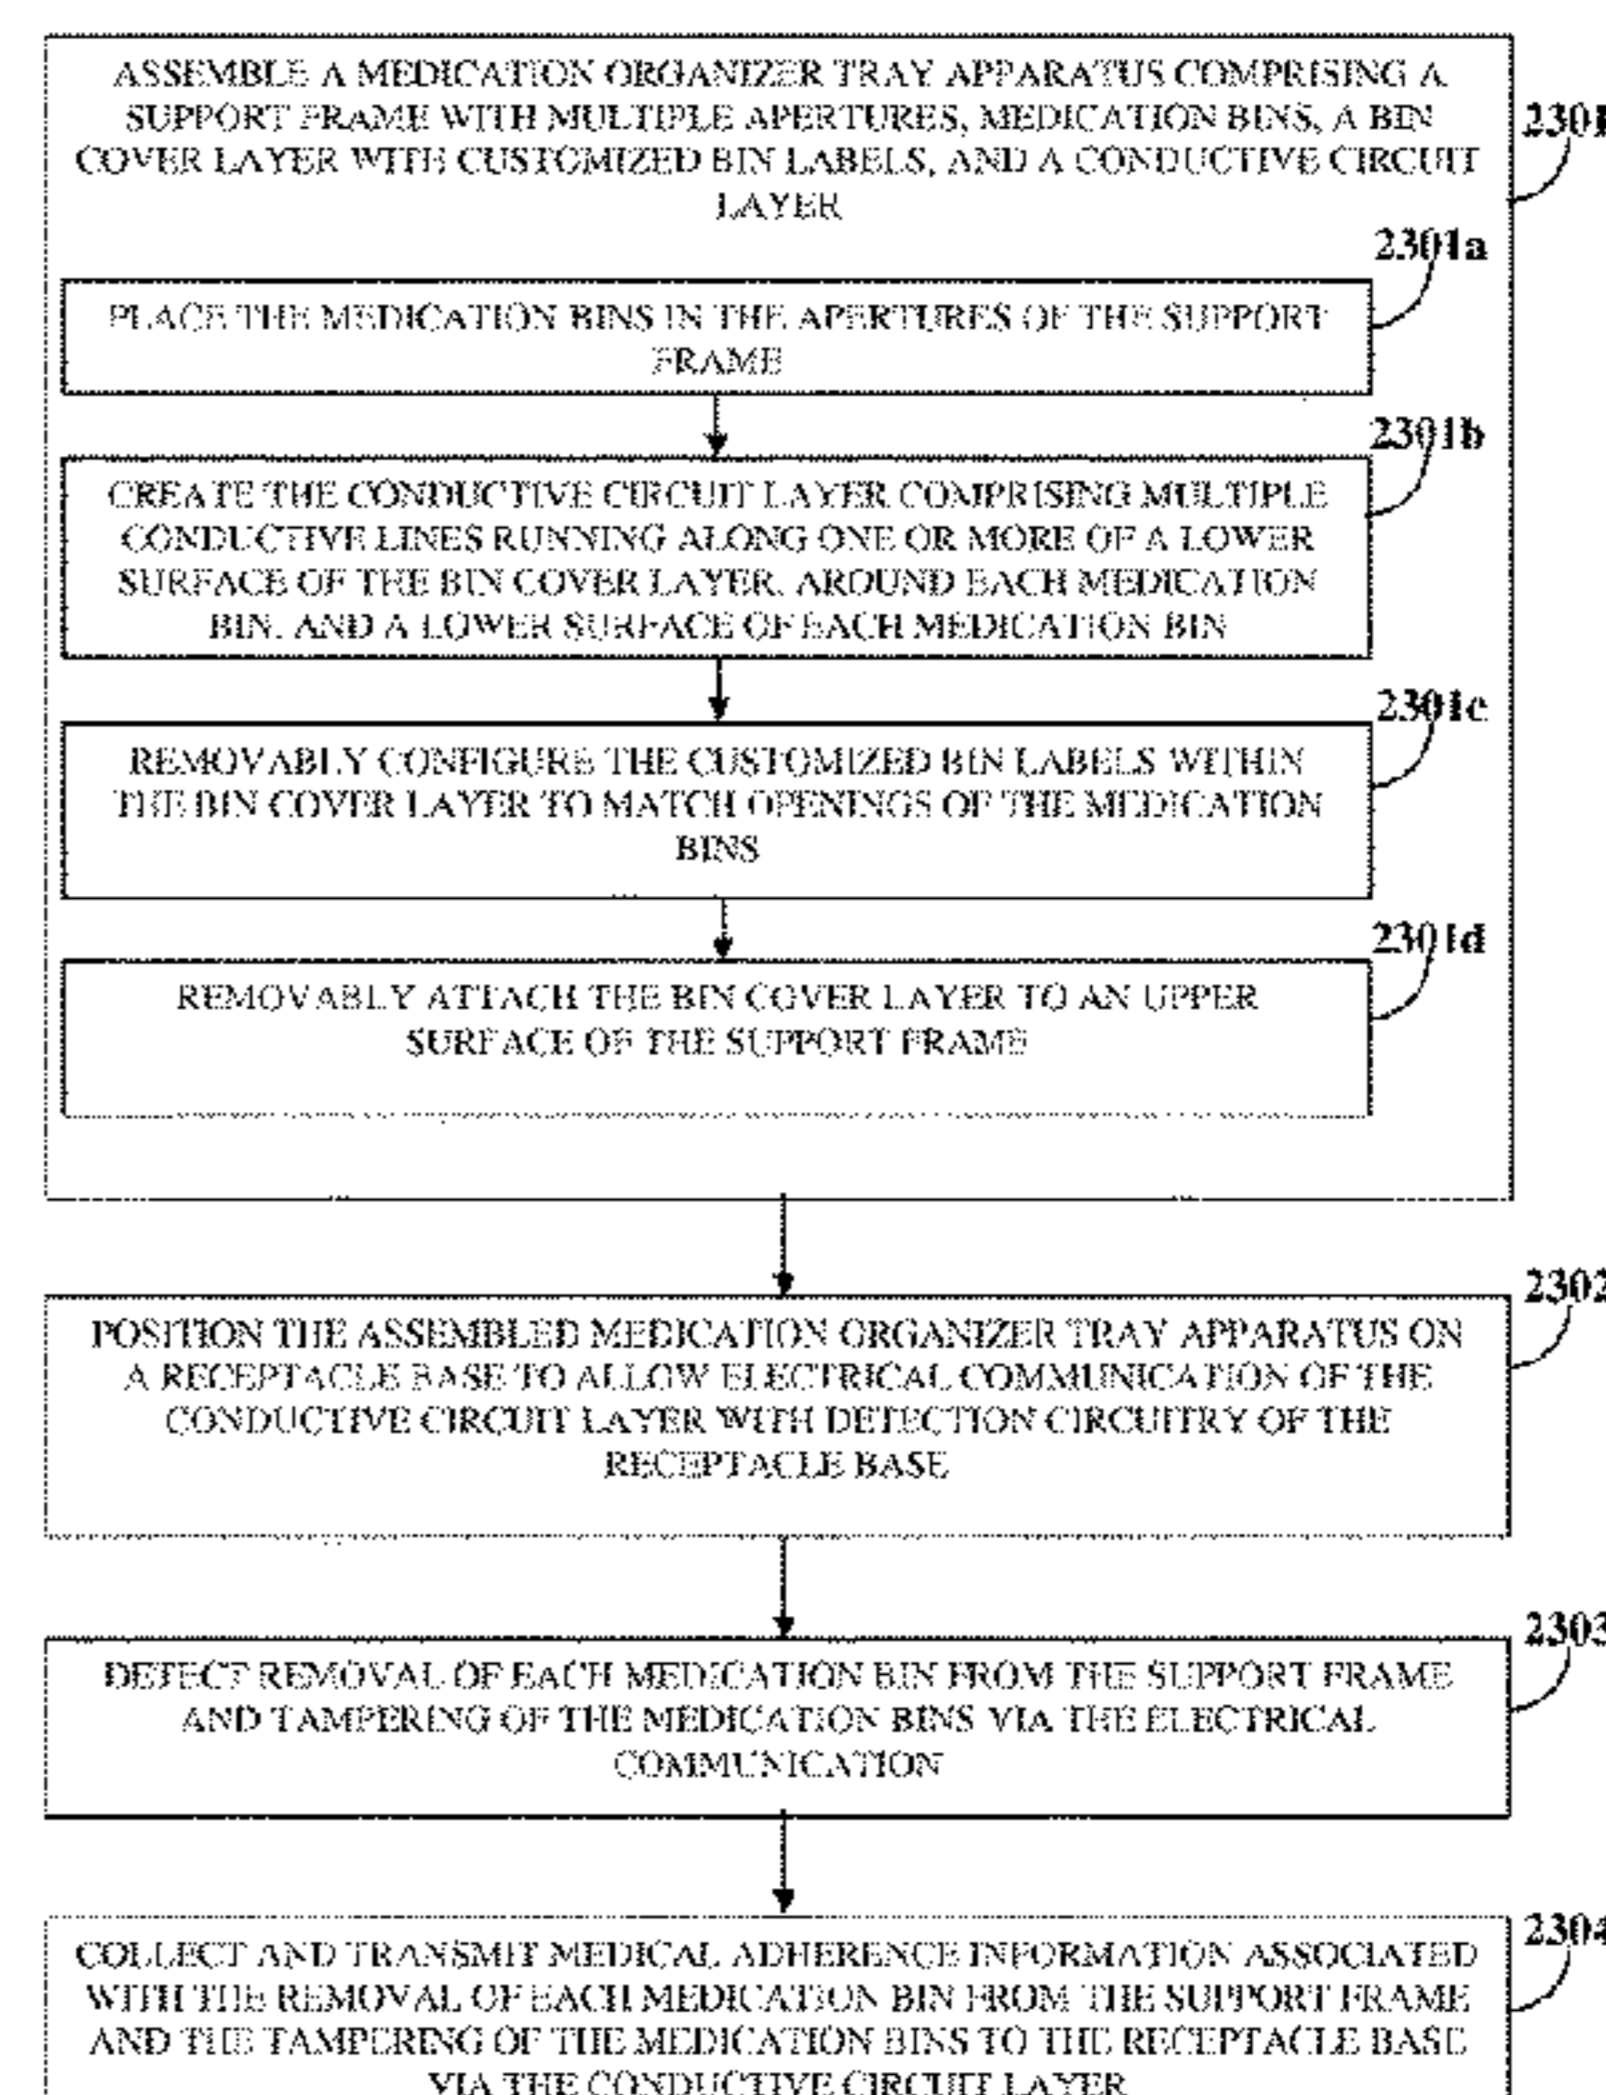 ASSEMBLE A MEDICATION ORGANIZER TRAY APPARATUS COMPRISING A
SUPPORT FRAME WITH MULTIPLE APERTURES, MEDICATION BINS, A BIN
COVER LAYER WITH CUSTOMIZED BIN LABELS, AND A CONDUCTIVE CIRCUIT
LAYER
2301
2301a
PLACE THE MEDICATION BINS IN THE APERTURES OF THE SUPPORT
FRAME
2301b
CREATE THE CONDUCTIVE CIRCUIT LAYER COMPRISING MULTIPLE
CONDUCTIVE LINES RUNNING ALONG ONE OR MORE OF A LOWER
SURFACE OF THE BIN COVER LAYER, AROUND EACH MEDICATION
BIN, AND A LOWER SURFACE OF EACH MEDICATION BIN
2301c
REMOVABLY CONFIGURE THE CUSTOMIZED BIN LABELS WITHIN
THE BIN COVER LAYER TO MATCH OPENINGS OF THE MEDICATION
BINS
2301d
REMOVABLY ATTACH THE BIN COVER LAYER TO AN UPPER
SURFACE OF THE SUPPORT FRAME
2302
POSITION THE ASSEMBLED MEDICATION ORGANIZER TRAY APPARATUS ON
A RECEPTACLE BASE TO ALLOW ELECTRICAL COMMUNICATION OF THE
CONDUCTIVE CIRCUIT LAYER WITH DETECTION CIRCUITRY OF THE
RECEPTACLE BASE
2303
DETECT REMOVAL OF EACH MEDICATION BIN FROM THE SUPPORT FRAME
AND TAMPERING OF THE MEDICATION BINS VIA THE ELECTRICAL
COMMUNICATION
2304
COLLECT AND TRANSMIT MEDICAL ADHERENCE INFORMATION ASSOCIATED
WITH THE REMOVAL OF EACH MEDICATION BIN FROM THE SUPPORT FRAME
AND THE TAMPERING OF THE MEDICATION BINS TO THE RECEPTACLE BASE
VIA THE CONDUCTIVE CIRCUIT LAYER